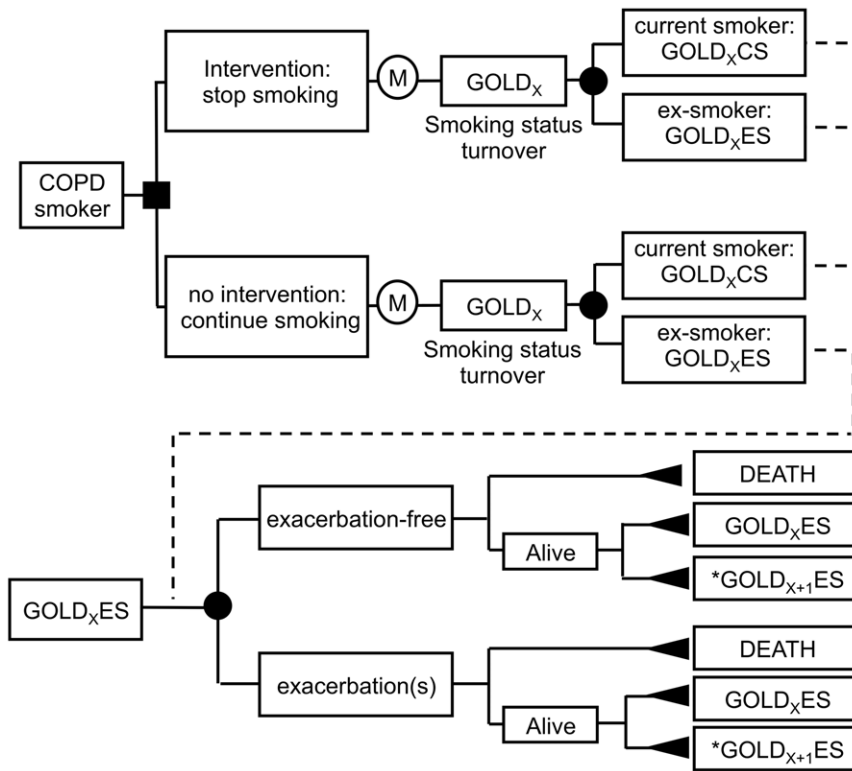 COPD
smoker
Intervention:
stop smoking
M
GOLDX
Smoking status
turnover
current smoker:
GOLDXCS
ex-smoker:
GOLDXES
no intervention:
continue smoking
M
GOLDX
Smoking status
turnover
current smoker:
GOLDXCS
ex-smoker:
GOLDXES
GOLDXES
exacerbation-free
DEATH
Alive
GOLDXES
*GOLDX+1ES
exacerbation(s)
DEATH
Alive
GOLDXES
*GOLDX+1ES